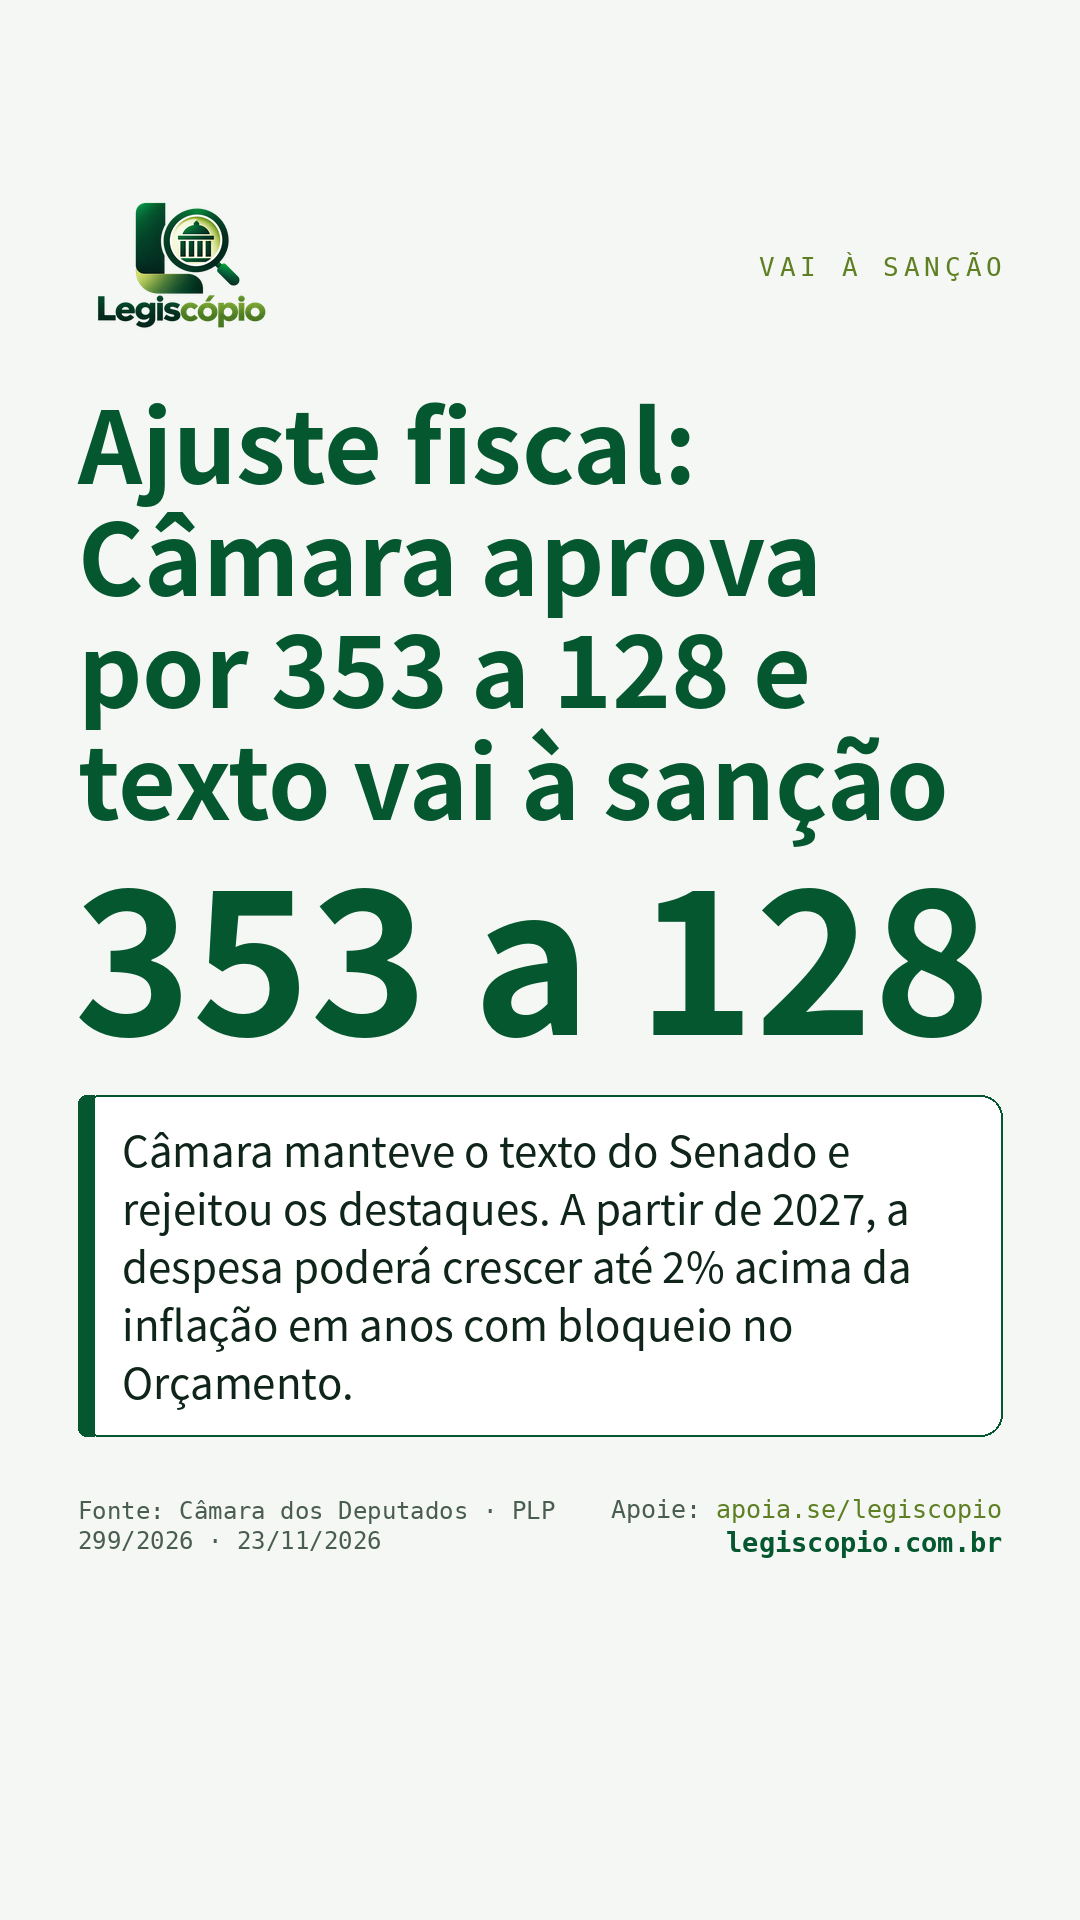 Legiscópio
VAI À SANÇÃO
Ajuste fiscal:
Câmara aprova
por 353 a 128 e
texto vai à sanção
353 a 128
Câmara manteve o texto do Senado e
rejeitou os destaques. A partir de 2027, a
despesa poderá crescer até 2% acima da
inflação em anos com bloqueio no
Orçamento.
Fonte: Câmara dos Deputados · PLP
299/2026 · 23/11/2026
Apoie: apoia.se/legiscopio
legiscopio.com.br